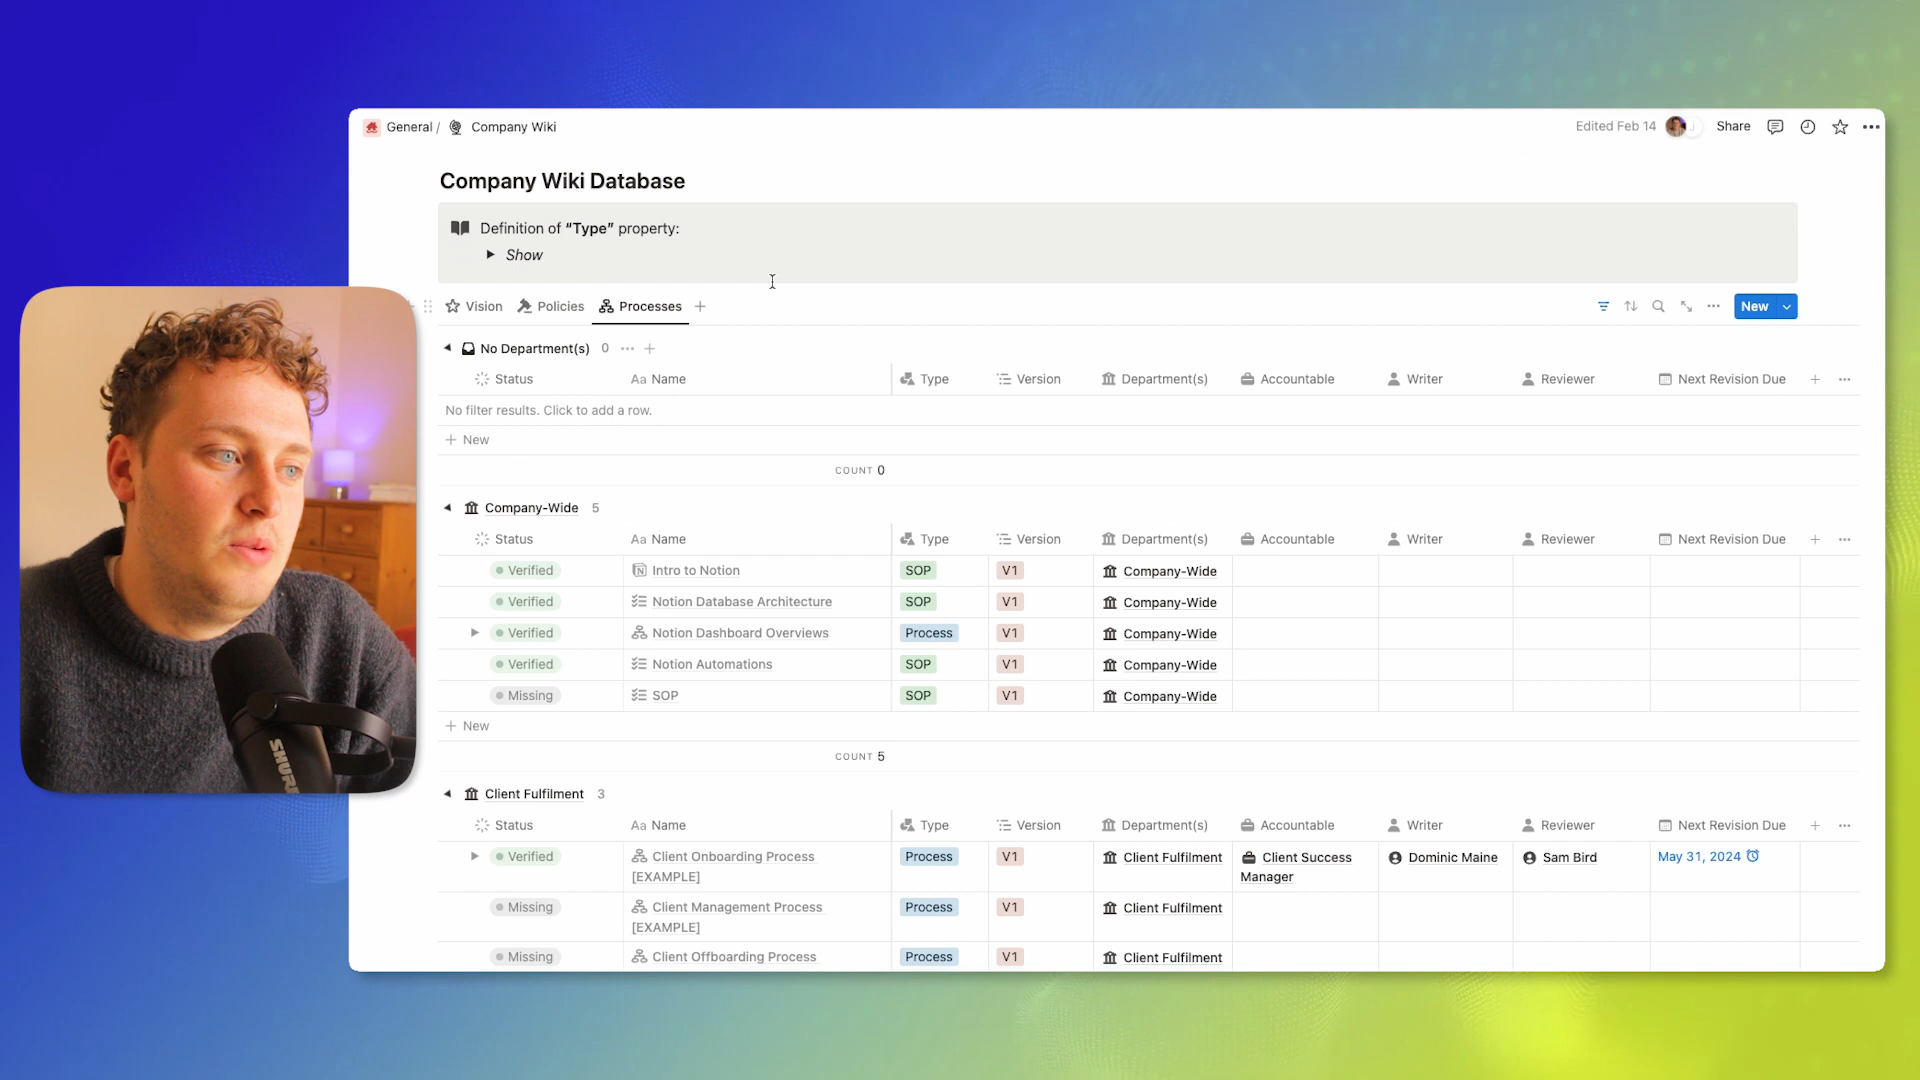 General / Company Wiki
Edited Feb 14 Share
Company Wiki Database
Definition of “Type” property:
Show
Vision Policies Processes
New
No Department(s) 0
Status Aa Name Type Version Department(s) Accountable Writer Reviewer Next Revision Due
No filter results. Click to add a row.
+ New
COUNT 0
Company-Wide 5
Status Aa Name Type Version Department(s) Accountable Writer Reviewer Next Revision Due
Verified Intro to Notion SOP V1 Company-Wide
Verified Notion Database Architecture SOP V1 Company-Wide
Verified Notion Dashboard Overviews Process V1 Company-Wide
Verified Notion Automations SOP V1 Company-Wide
Missing SOP SOP V1 Company-Wide
+ New
COUNT 5
Client Fulfilment 3
Status Aa Name Type Version Department(s) Accountable Writer Reviewer Next Revision Due
Verified Client Onboarding Process Process V1 Client Fulfilment Client Success Dominic Maine Sam Bird May 31, 2024
[EXAMPLE] Manager
Missing Client Management Process Process V1 Client Fulfilment
[EXAMPLE]
Missing Client Offboarding Process Process V1 Client Fulfilment
SHURE